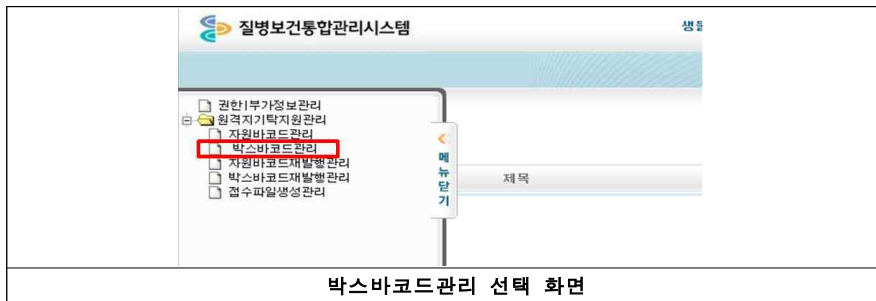 질병보건통합관리시스템
생물
권한|부가정보관리
원격지기탁지원관리
자원바코드관리
박스바코드관리
자원바코드재발행관리
박스바코드재발행관리
접수파일생성관리
메뉴닫기
제목
박스바코드관리 선택 화면